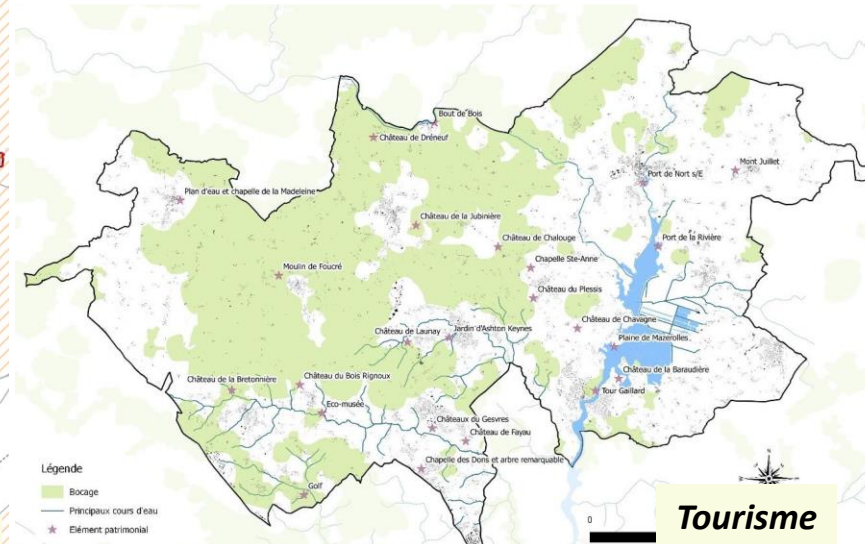 Bout de Bois
Château de Dréneuf
Port de Nort s/E
Mont Juillet
Plan d'eau et chapelle de la Madeleine
Château de la Jubinière
Château de Chalouge
Port de la Rivière
Chapelle Ste-Anne
Moulin de Foucré
Château du Plessis
Château de Chavagne
Château de Launay
Jardin d'Ashton Keynes
Plaine de Mazerolles
Château de la Baraudière
Château du Bois Rignoux
Château de la Bretonnière
Tour Gaillard
Eco-musée
Châteaux du Gesvres
Château de Fayau
Chapelle des Dons et arbre remarquable
Golf
Légende
Bocage
Principaux cours d'eau
Elément patrimonial
0
Tourisme